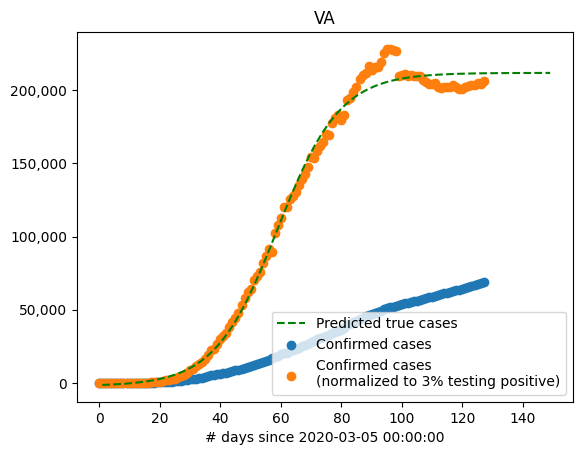 VA
200,000
150,000
100,000
50,000
0
Predicted true cases
Confirmed cases
Confirmed cases
(normalized to 3% testing positive)
0 20 40 60 80 100 120 140
# days since 2020-03-05 00:00:00